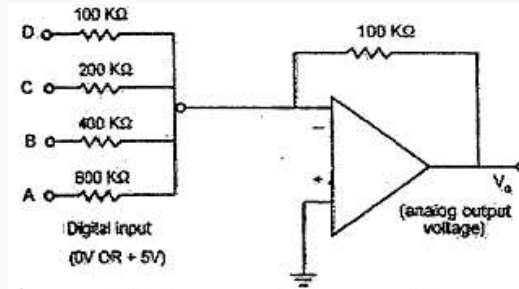 D 100 KΩ
100 KΩ
C 200 KΩ
B 400 KΩ
A 800 KΩ
−
+
Vo
Digital input
(0V OR + 5V)
(analog output
voltage)